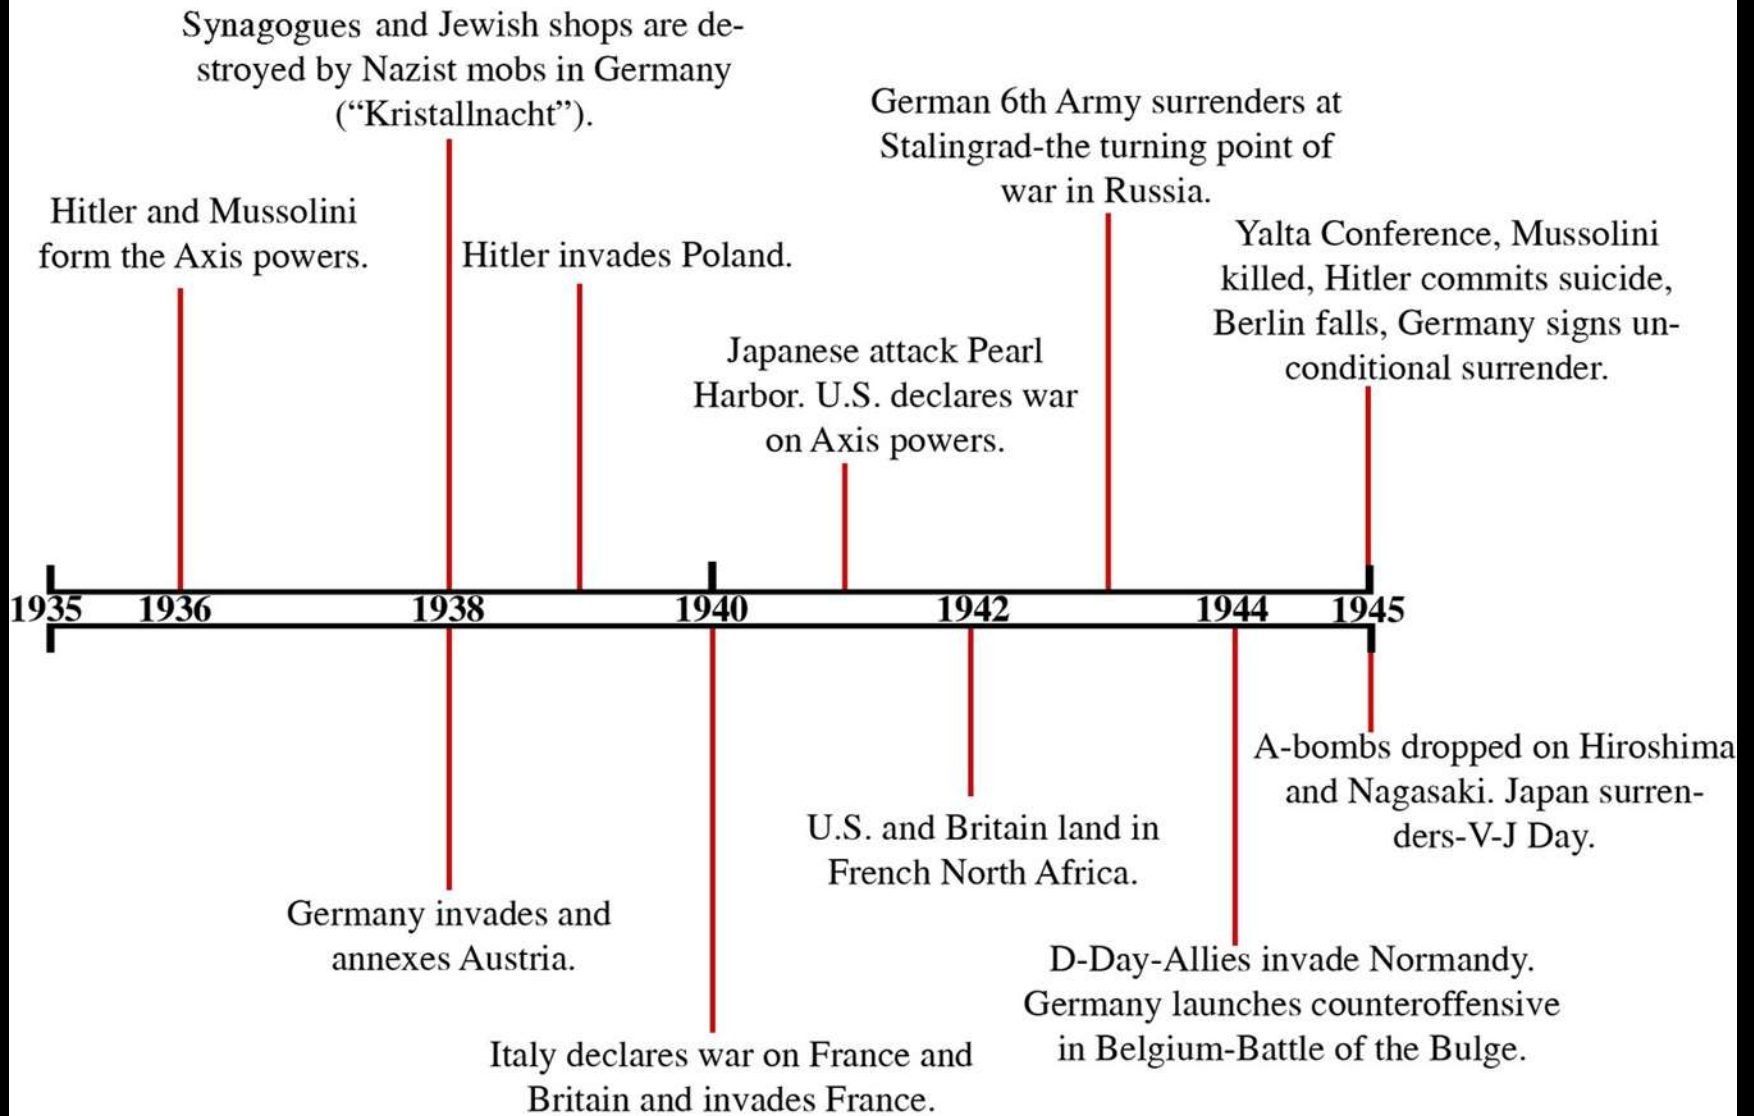 Synagogues and Jewish shops are de-
stroyed by Nazist mobs in Germany
(“Kristallnacht”).
German 6th Army surrenders at
Stalingrad-the turning point of
war in Russia.
Hitler and Mussolini
form the Axis powers.
Hitler invades Poland.
Yalta Conference, Mussolini
killed, Hitler commits suicide,
Berlin falls, Germany signs un-
conditional surrender.
Japanese attack Pearl
Harbor. U.S. declares war
on Axis powers.
1935 1936 1938 1940 1942 1944 1945
A-bombs dropped on Hiroshima
and Nagasaki. Japan surren-
ders-V-J Day.
U.S. and Britain land in
French North Africa.
Germany invades and
annexes Austria.
D-Day-Allies invade Normandy.
Germany launches counteroffensive
in Belgium-Battle of the Bulge.
Italy declares war on France and
Britain and invades France.